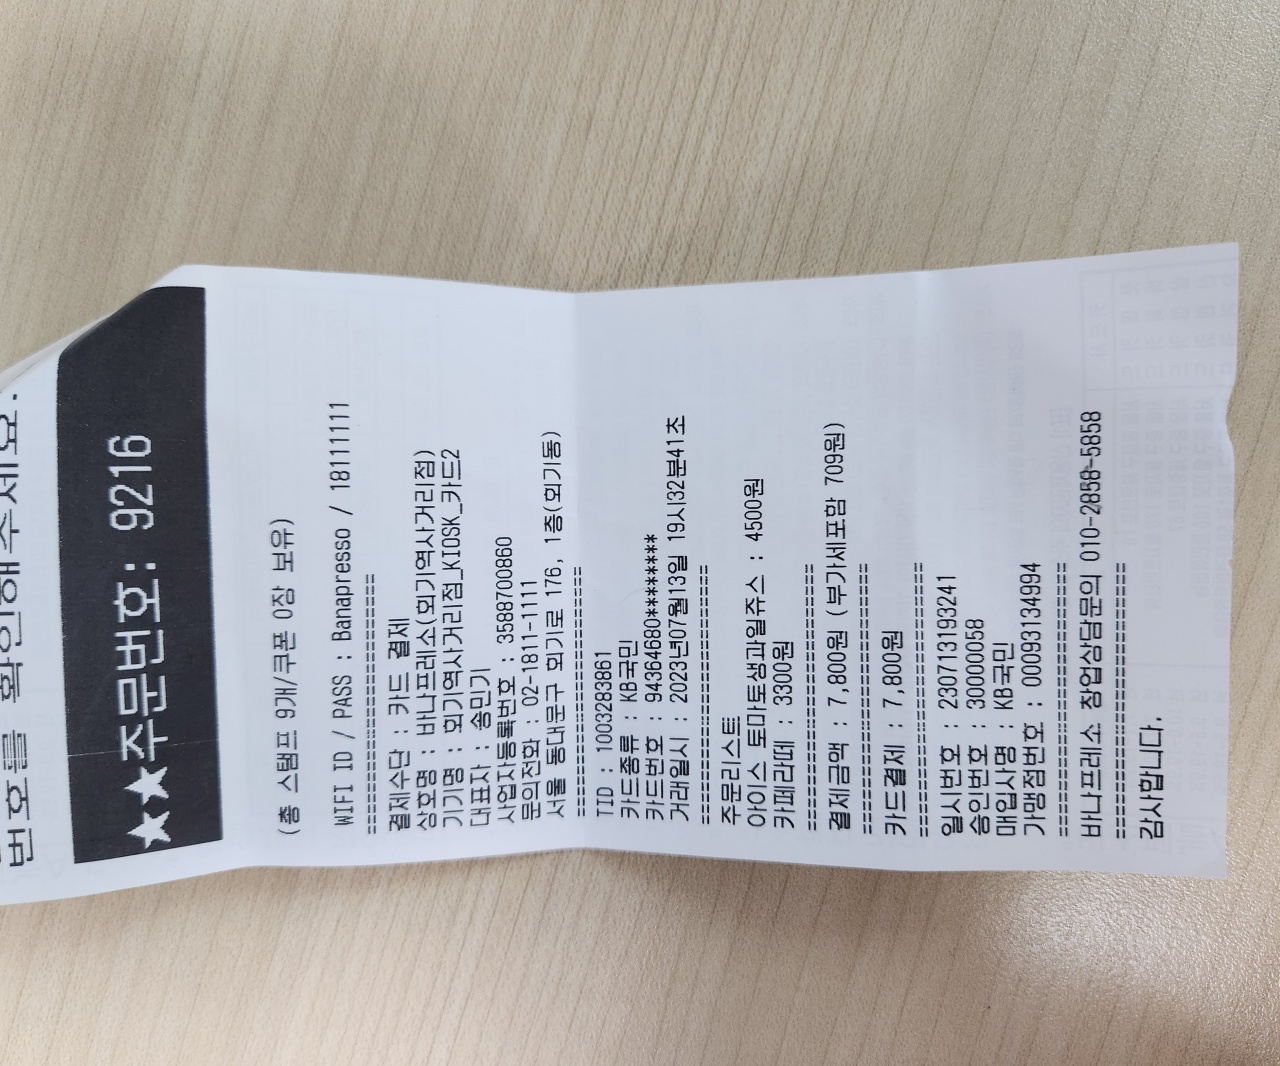 번호를 확인해주세요.
★★주문번호: 9216
(총 스탬프 9개/쿠폰 0장 보유)
WIFI ID / PASS : Banapresso / 18111111
==============================
결제수단 : 카드 결제
상호명 : 바나프레소(회기역사거리점)
기기명 : 회기역사거리점_KIOSK_카드2
대표자 : 송민기
사업자등록번호 : 3588700860
문의전화 : 02-1811-1111
서울 동대문구 회기로 176, 1층(회기동)
==============================
TID : 1003283861
카드종류 : KB국민
카드번호 : 94364680********
거래일시 : 2023년07월13일 19시32분41초
==============================
주문리스트
아이스 토마토생과일쥬스 : 4500원
카페라떼 : 3300원
==============================
결제금액 : 7,800원 (부가세포함 709원)
==============================
카드결제 : 7,800원
==============================
일시번호 : 230713193241
승인번호 : 30000058
매입사명 : KB국민
가맹점번호 : 00093134994
==============================
바나프레소 창업상담문의 010-2858-5858
==============================
감사합니다.